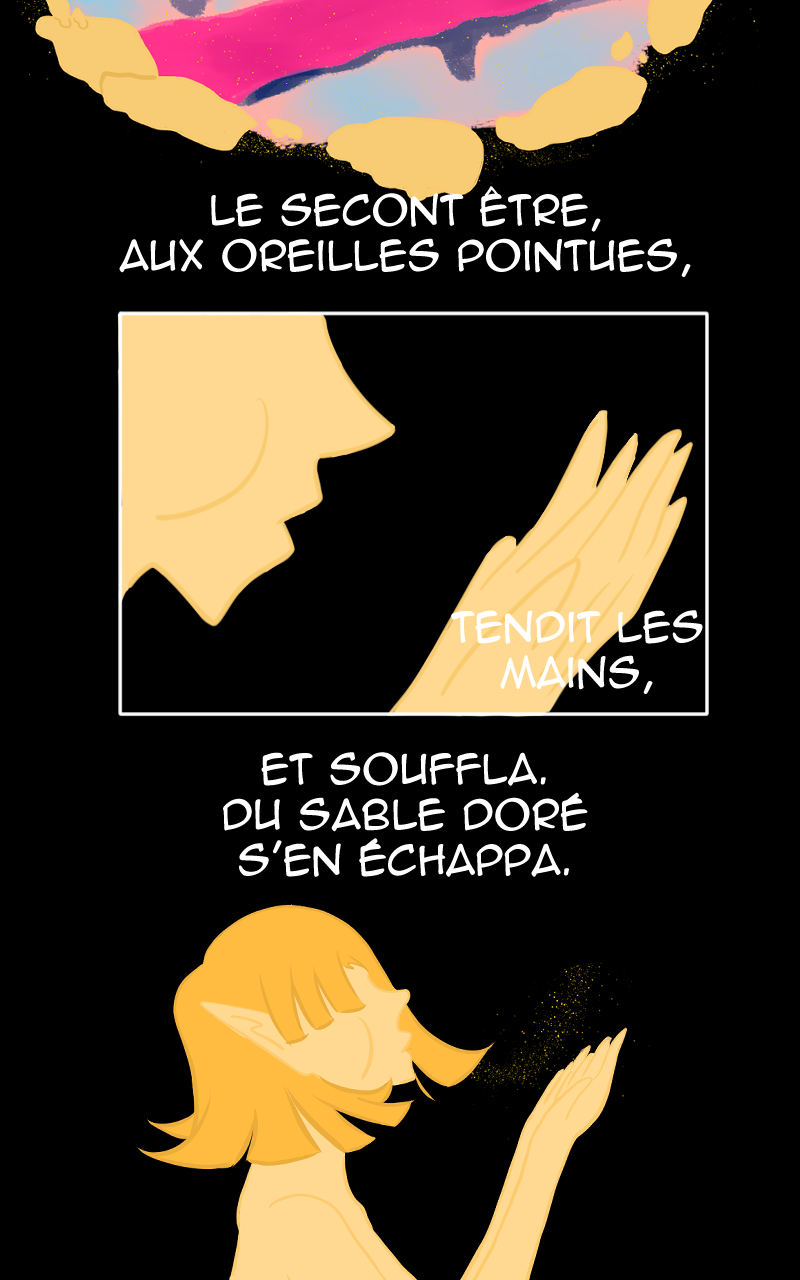 LE SECONT ÊTRE,
AUX OREILLES POINTUES,
TENDIT LES
MAINS,
ET SOUFFLA.
DU SABLE DORÉ
S'EN ÉCHAPPA.